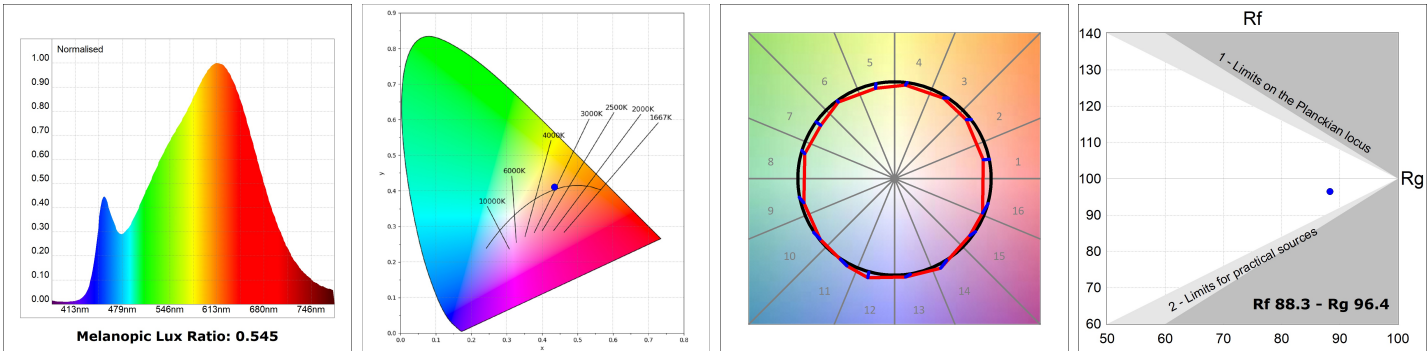 Normalised
1.00
0.90
0.80
0.70
0.60
0.50
0.40
0.30
0.20
0.10
0.00
413nm 479nm 546nm 613nm 680nm 746nm
Melanopic Lux Ratio: 0.545
0.9
0.8
0.7
0.6
0.5
0.4
0.3
0.2
0.1
0.0
y
0.0 0.1 0.2 0.3 0.4 0.5 0.6 0.7 0.8
x
2500K
2000K
3000K
1667K
4000K
6000K
10000K
5 4
6 3
7 2
8 1
9 16
10 15
11 14
12 13
Rf
140
130
120
110
100
90
80
70
60
1 - Limits on the Planckian locus
Rg
2 - Limits for practical sources
Rf 88.3 - Rg 96.4
50 60 70 80 90 100